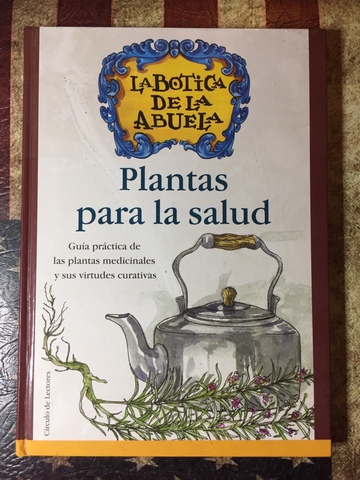 LA BOTICA
DE LA
ABUELA
Plantas
para la salud
Guía práctica de
las plantas medicinales
y sus virtudes curativas
Círculo de Lectores